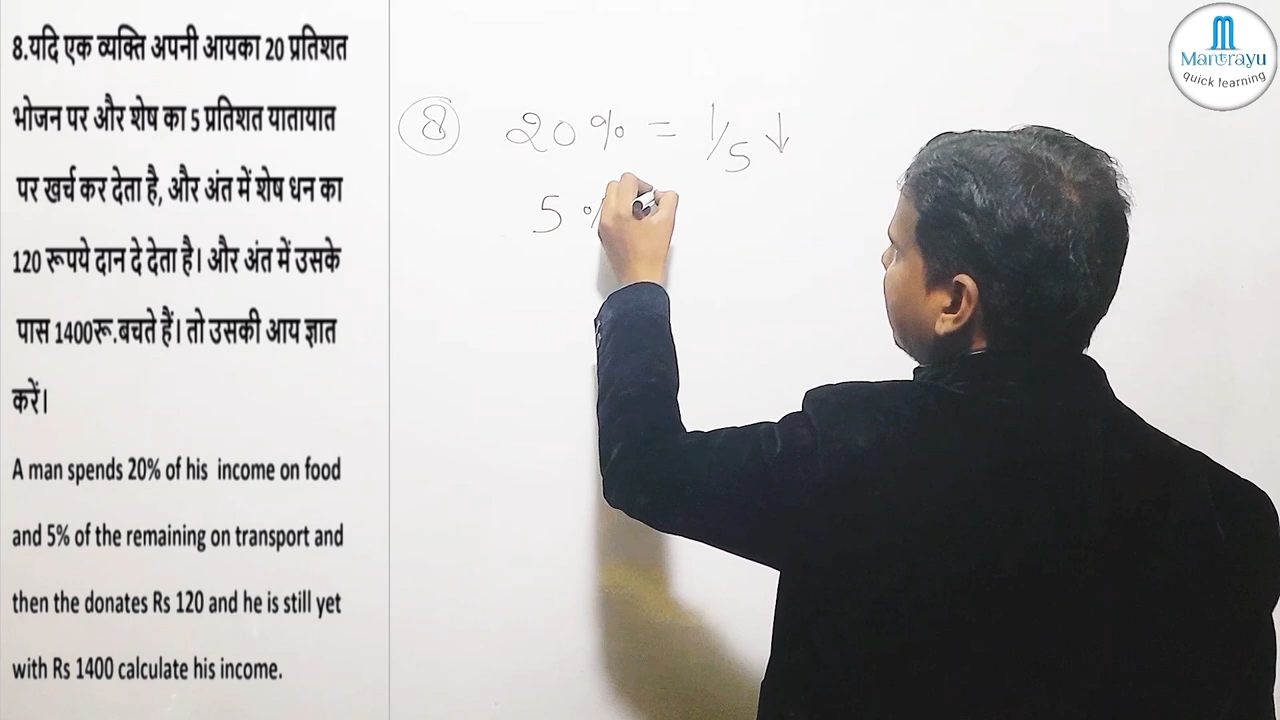 8.यदि एक व्यक्ति अपनी आयका 20 प्रतिशत
भोजन पर और शेष का 5 प्रतिशत यातायात
पर खर्च कर देता है, और अंत में शेष धन का
120 रूपये दान दे देता है। और अंत में उसके
पास 1400रू.बचते हैं। तो उसकी आय ज्ञात
करें।
A man spends 20% of his income on food
and 5% of the remaining on transport and
then the donates Rs 120 and he is still yet
with Rs 1400 calculate his income.
8 20% = 1/5 ↓
5 %
Mantrayu
quick learning